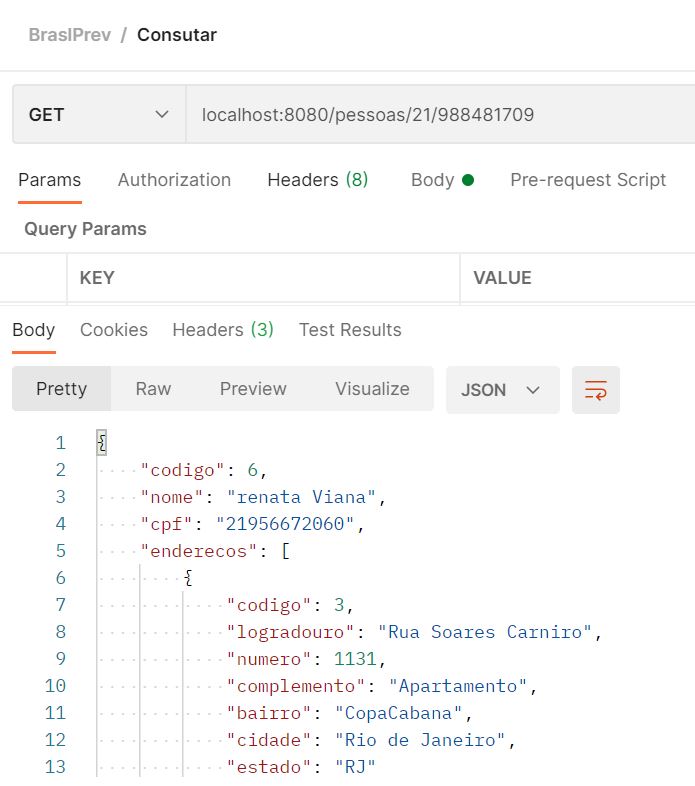 BraslPrev / Consutar
GET localhost:8080/pessoas/21/988481709
Params Authorization Headers (8) Body Pre-request Script
Query Params
KEY VALUE
Body Cookies Headers (3) Test Results
Pretty Raw Preview Visualize JSON
1 {
2 "codigo": 6,
3 "nome": "renata Viana",
4 "cpf": "21956672060",
5 "enderecos": [
6 {
7 "codigo": 3,
8 "logradouro": "Rua Soares Carniro",
9 "numero": 1131,
10 "complemento": "Apartamento",
11 "bairro": "CopaCabana",
12 "cidade": "Rio de Janeiro",
13 "estado": "RJ"